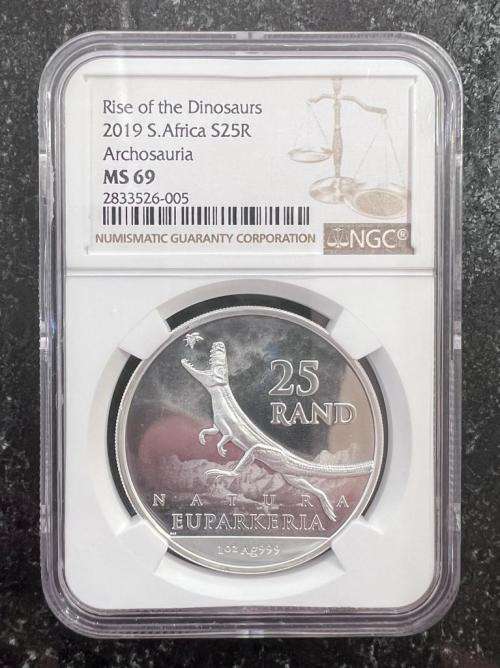 Rise of the Dinosaurs
2019 S.Africa S25R
Archosauria
MS 69
2833526-005
NUMISMATIC GUARANTY CORPORATION
NGC®
25
RAND
NATURA
EUPARKERIA
1oz Ag999